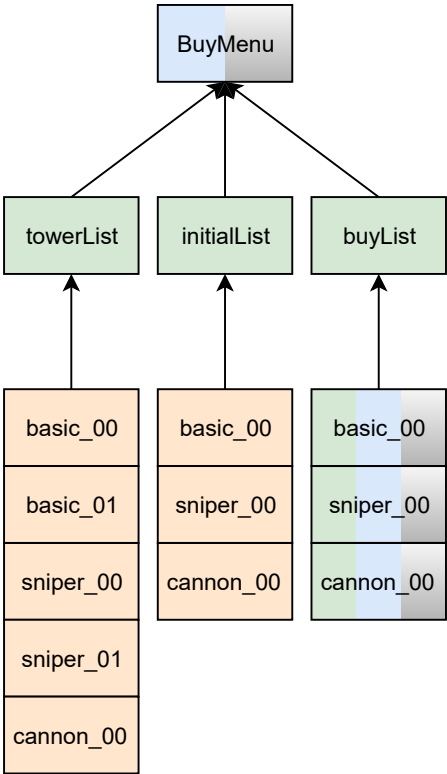 BuyMenu
towerList
initialList
buyList
basic_00
basic_01
sniper_00
sniper_01
cannon_00
basic_00
sniper_00
cannon_00
basic_00
sniper_00
cannon_00